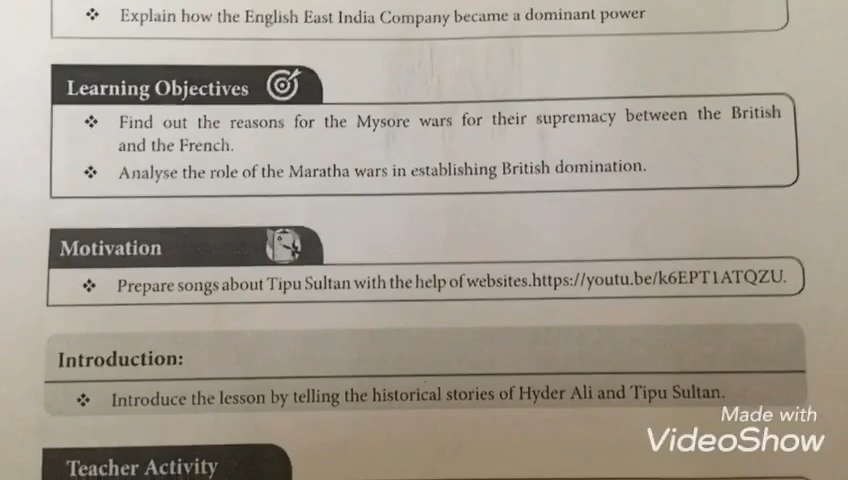 ❖ Explain how the English East India Company became a dominant power
Learning Objectives
❖ Find out the reasons for the Mysore wars for their supremacy between the British
and the French.
❖ Analyse the role of the Maratha wars in establishing British domination.
Motivation
❖ Prepare songs about Tipu Sultan with the help of websites.https://youtu.be/k6EPT1ATQZU.
Introduction:
❖ Introduce the lesson by telling the historical stories of Hyder Ali and Tipu Sultan.
Made with
VideoShow
Teacher Activity